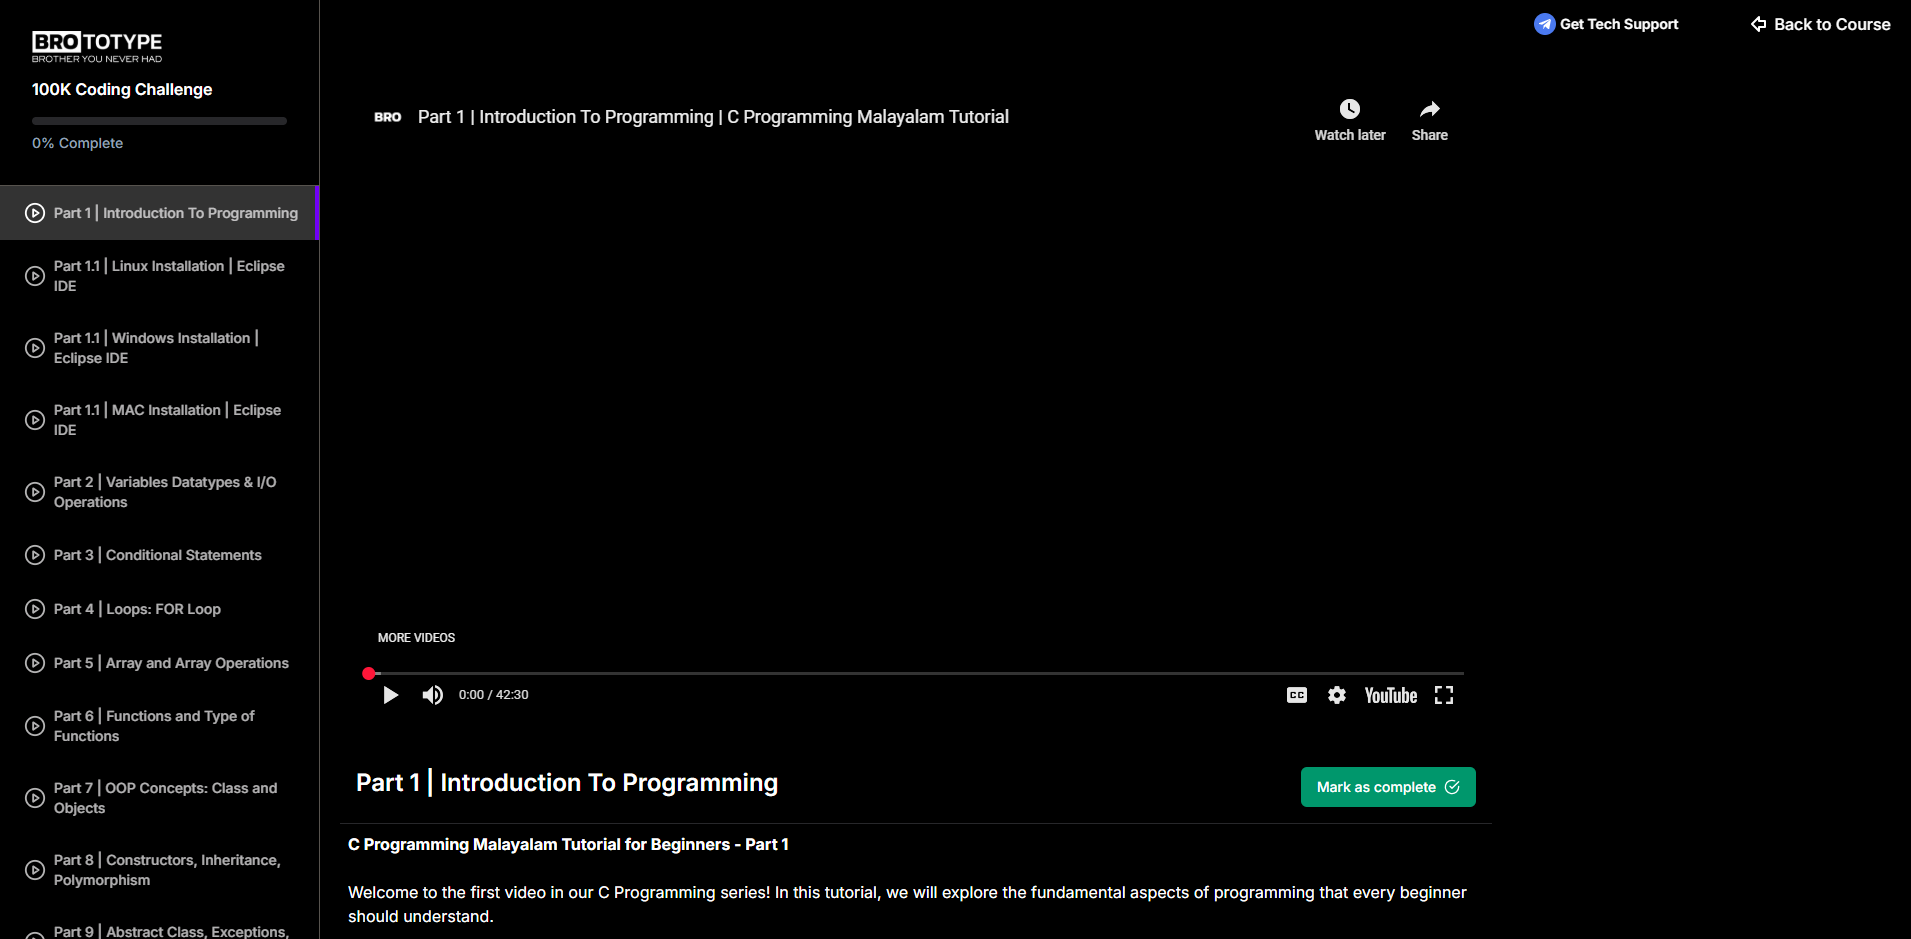 BROTOTYPE
BROTHER YOU NEVER HAD
100K Coding Challenge
0% Complete
Part 1 | Introduction To Programming
Part 1.1 | Linux Installation | Eclipse
IDE
Part 1.1 | Windows Installation |
Eclipse IDE
Part 1.1 | MAC Installation | Eclipse
IDE
Part 2 | Variables Datatypes & I/O
Operations
Part 3 | Conditional Statements
Part 4 | Loops: FOR Loop
Part 5 | Array and Array Operations
Part 6 | Functions and Type of
Functions
Part 7 | OOP Concepts: Class and
Objects
Part 8 | Constructors, Inheritance,
Polymorphism
Part 9 | Abstract Class, Exceptions,
Get Tech Support
Back to Course
BRO
Part 1 | Introduction To Programming | C Programming Malayalam Tutorial
Watch later
Share
MORE VIDEOS
0:00 / 42:30
CC
YouTube
Part 1 | Introduction To Programming
Mark as complete
C Programming Malayalam Tutorial for Beginners - Part 1
Welcome to the first video in our C Programming series! In this tutorial, we will explore the fundamental aspects of programming that every beginner
should understand.